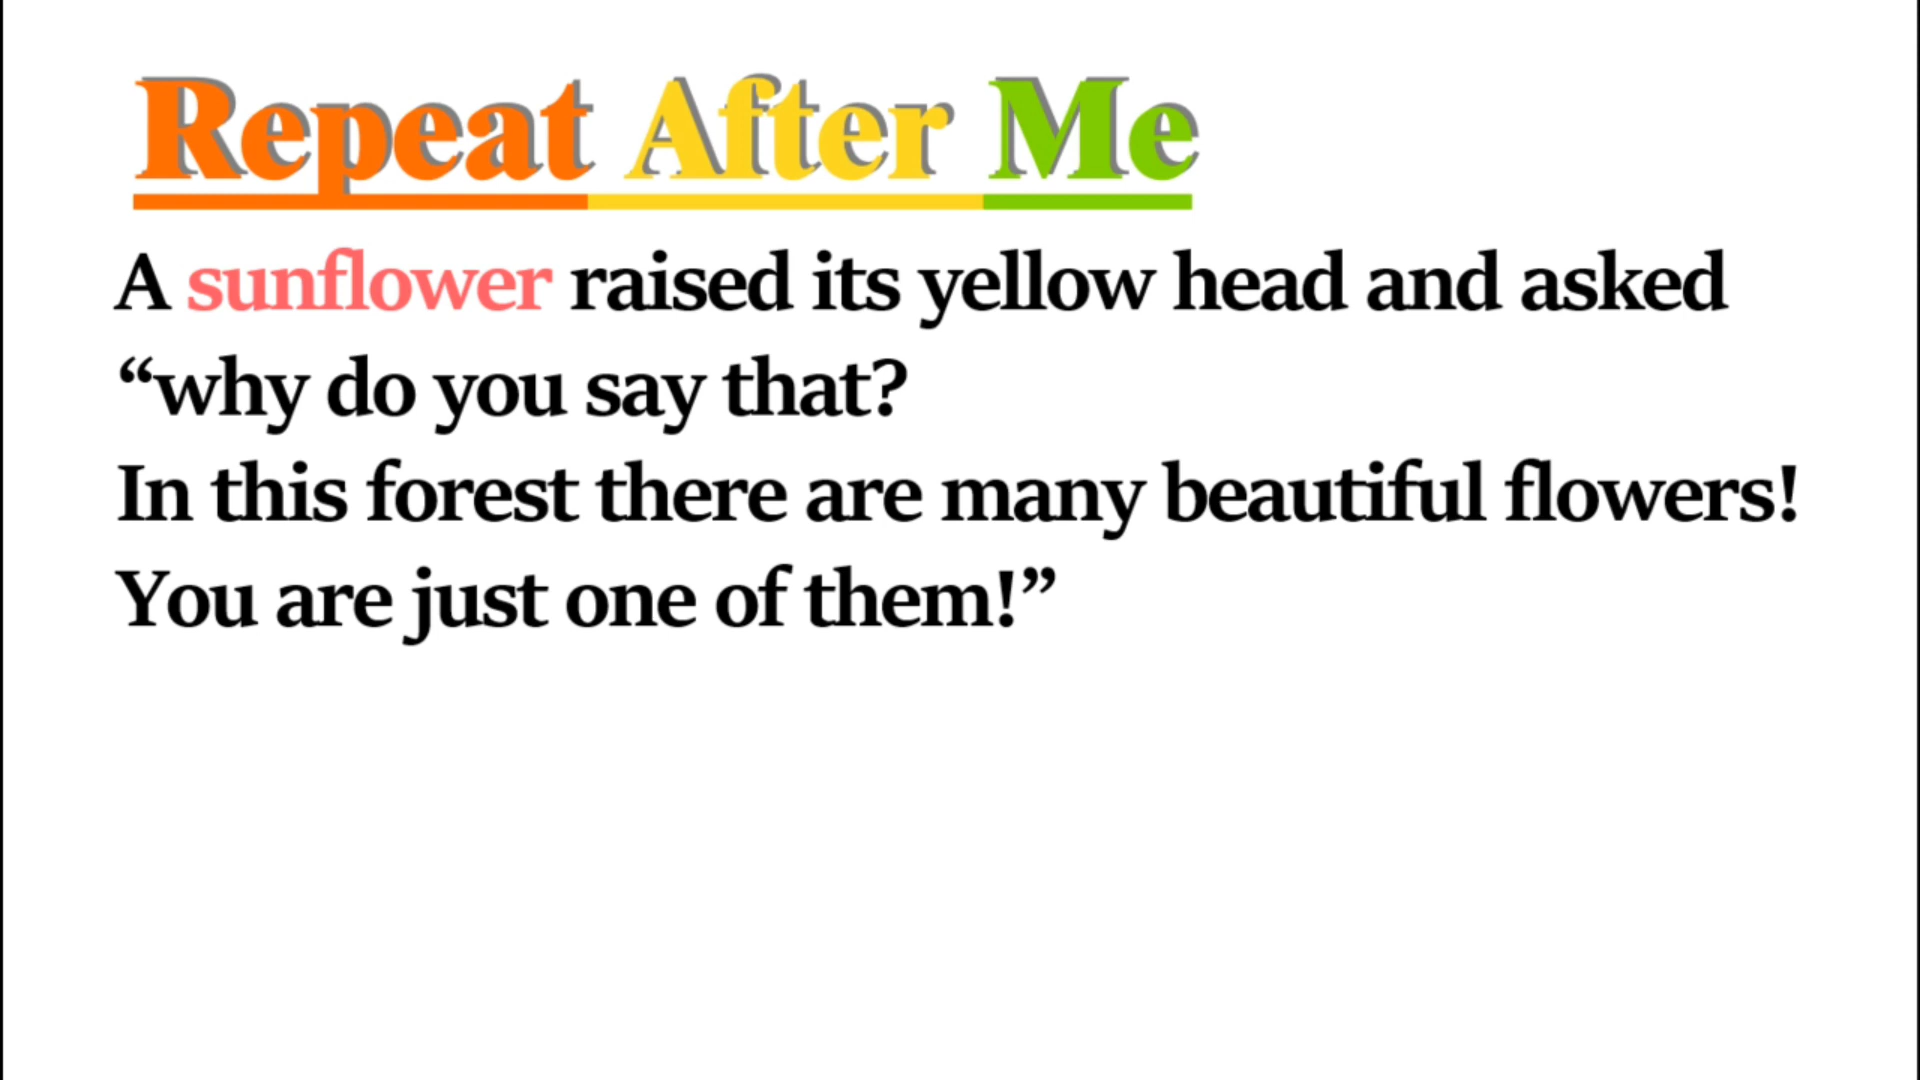 Repeat After Me
A sunflower raised its yellow head and asked
“why do you say that?
In this forest there are many beautiful flowers!
You are just one of them!”